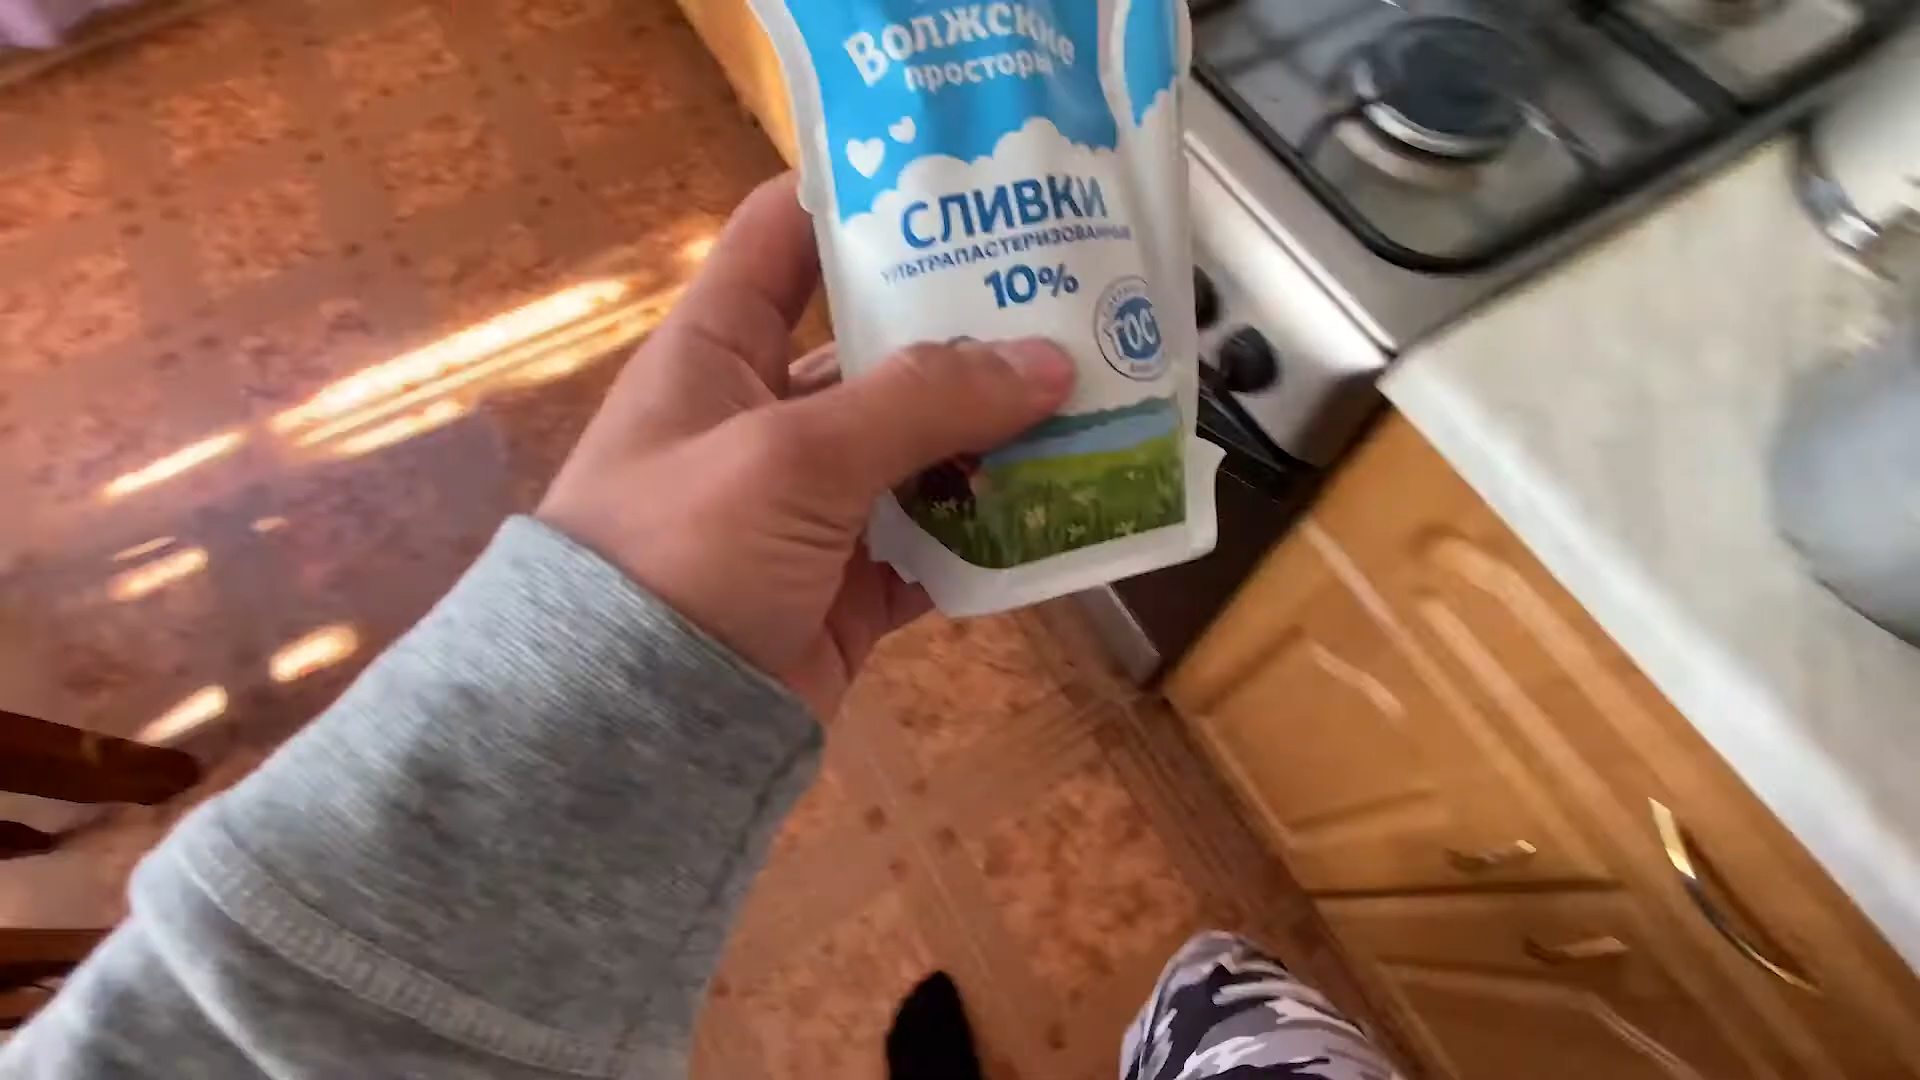 Волжские
просторы
СЛИВКИ
УЛЬТРАПАСТЕРИЗОВАННЫЕ
10%
ГОСТ